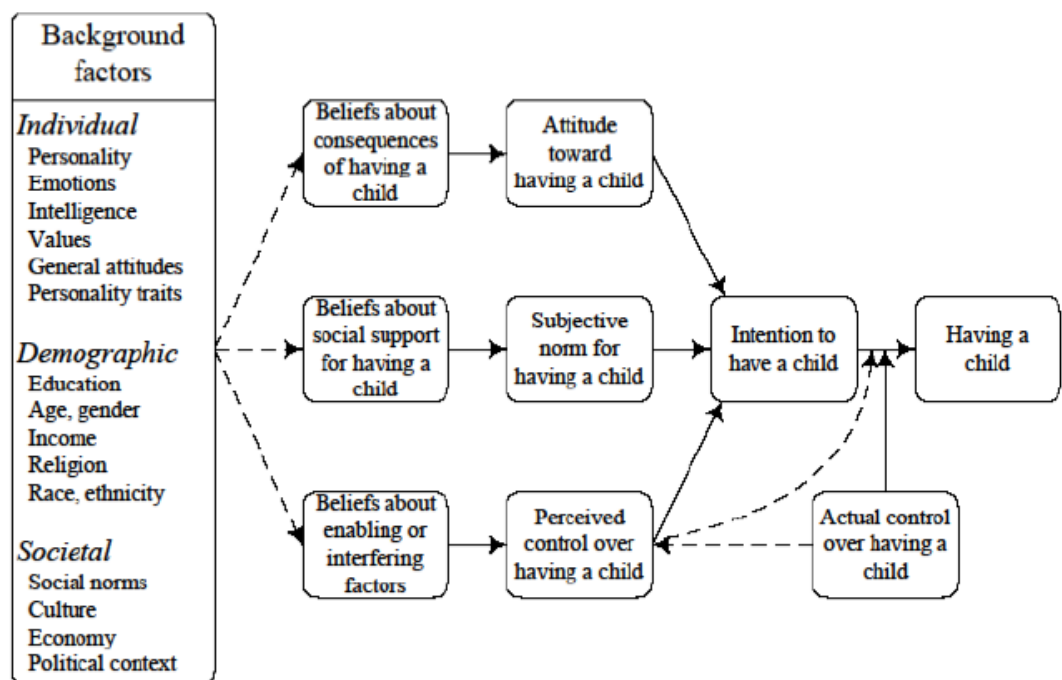 Background
factors
Individual
Personality
Emotions
Intelligence
Values
General attitudes
Personality traits
Demographic
Education
Age, gender
Income
Religion
Race, ethnicity
Societal
Social norms
Culture
Economy
Political context
Beliefs about
consequences
of having a
child
Attitude
toward
having a child
Beliefs about
social support
for having a
child
Subjective
norm for
having a child
Intention to
have a child
Having a
child
Beliefs about
enabling or
interfering
factors
Perceived
control over
having a child
Actual control
over having a
child